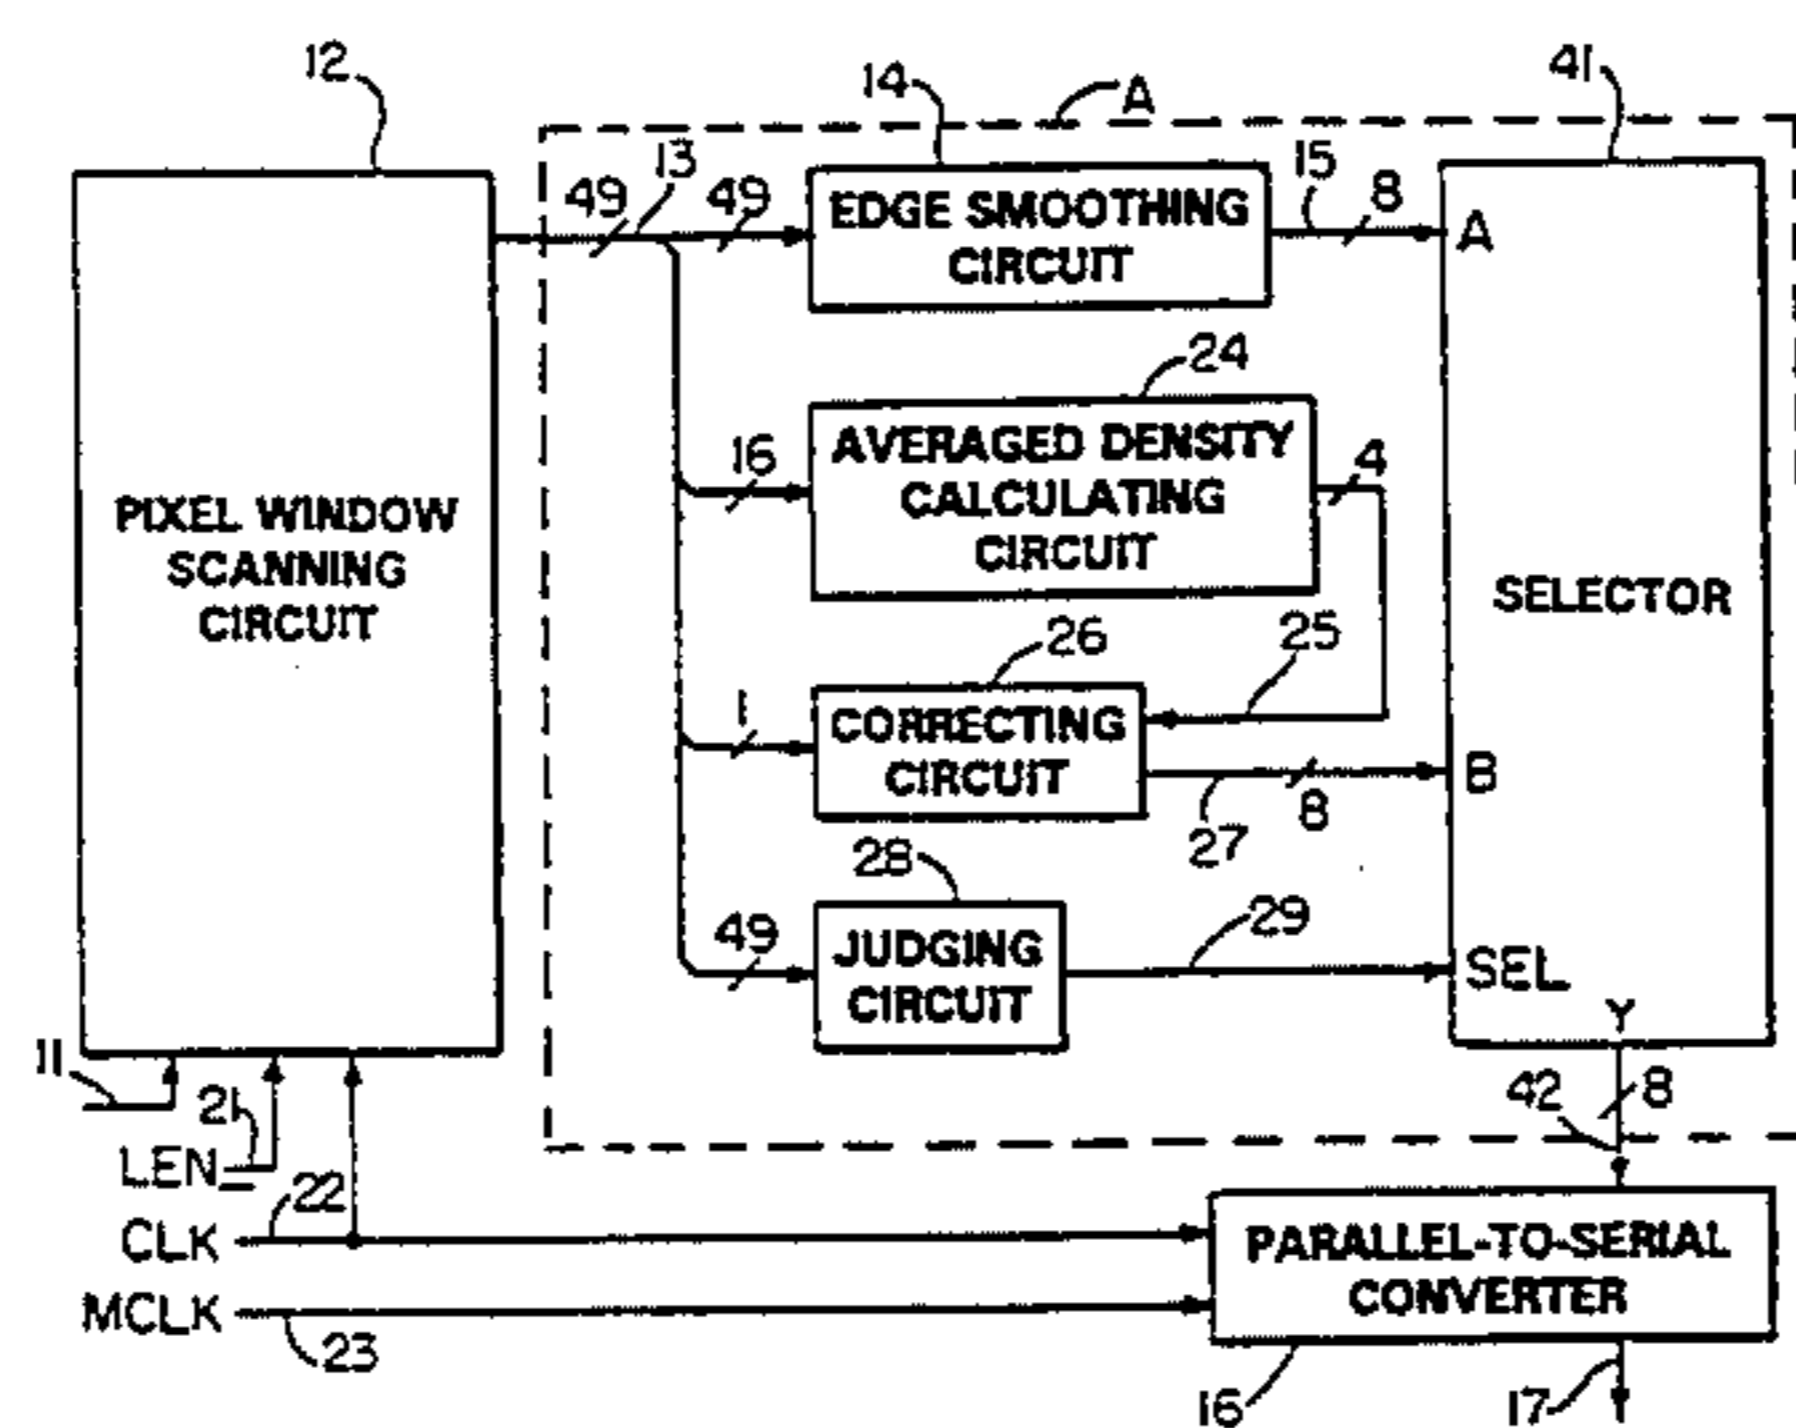 12
14
A
41
49
13
49
EDGE SMOOTHING
CIRCUIT
15
8
A
24
16
AVERAGED DENSITY
CALCULATING
CIRCUIT
4
PIXEL WINDOW
SCANNING
CIRCUIT
SELECTOR
26
25
1
CORRECTING
CIRCUIT
27
8
B
28
49
JUDGING
CIRCUIT
29
SEL
Y
11
21
LEN
42
8
22
CLK
MCLK
23
PARALLEL-TO-SERIAL
CONVERTER
16
17